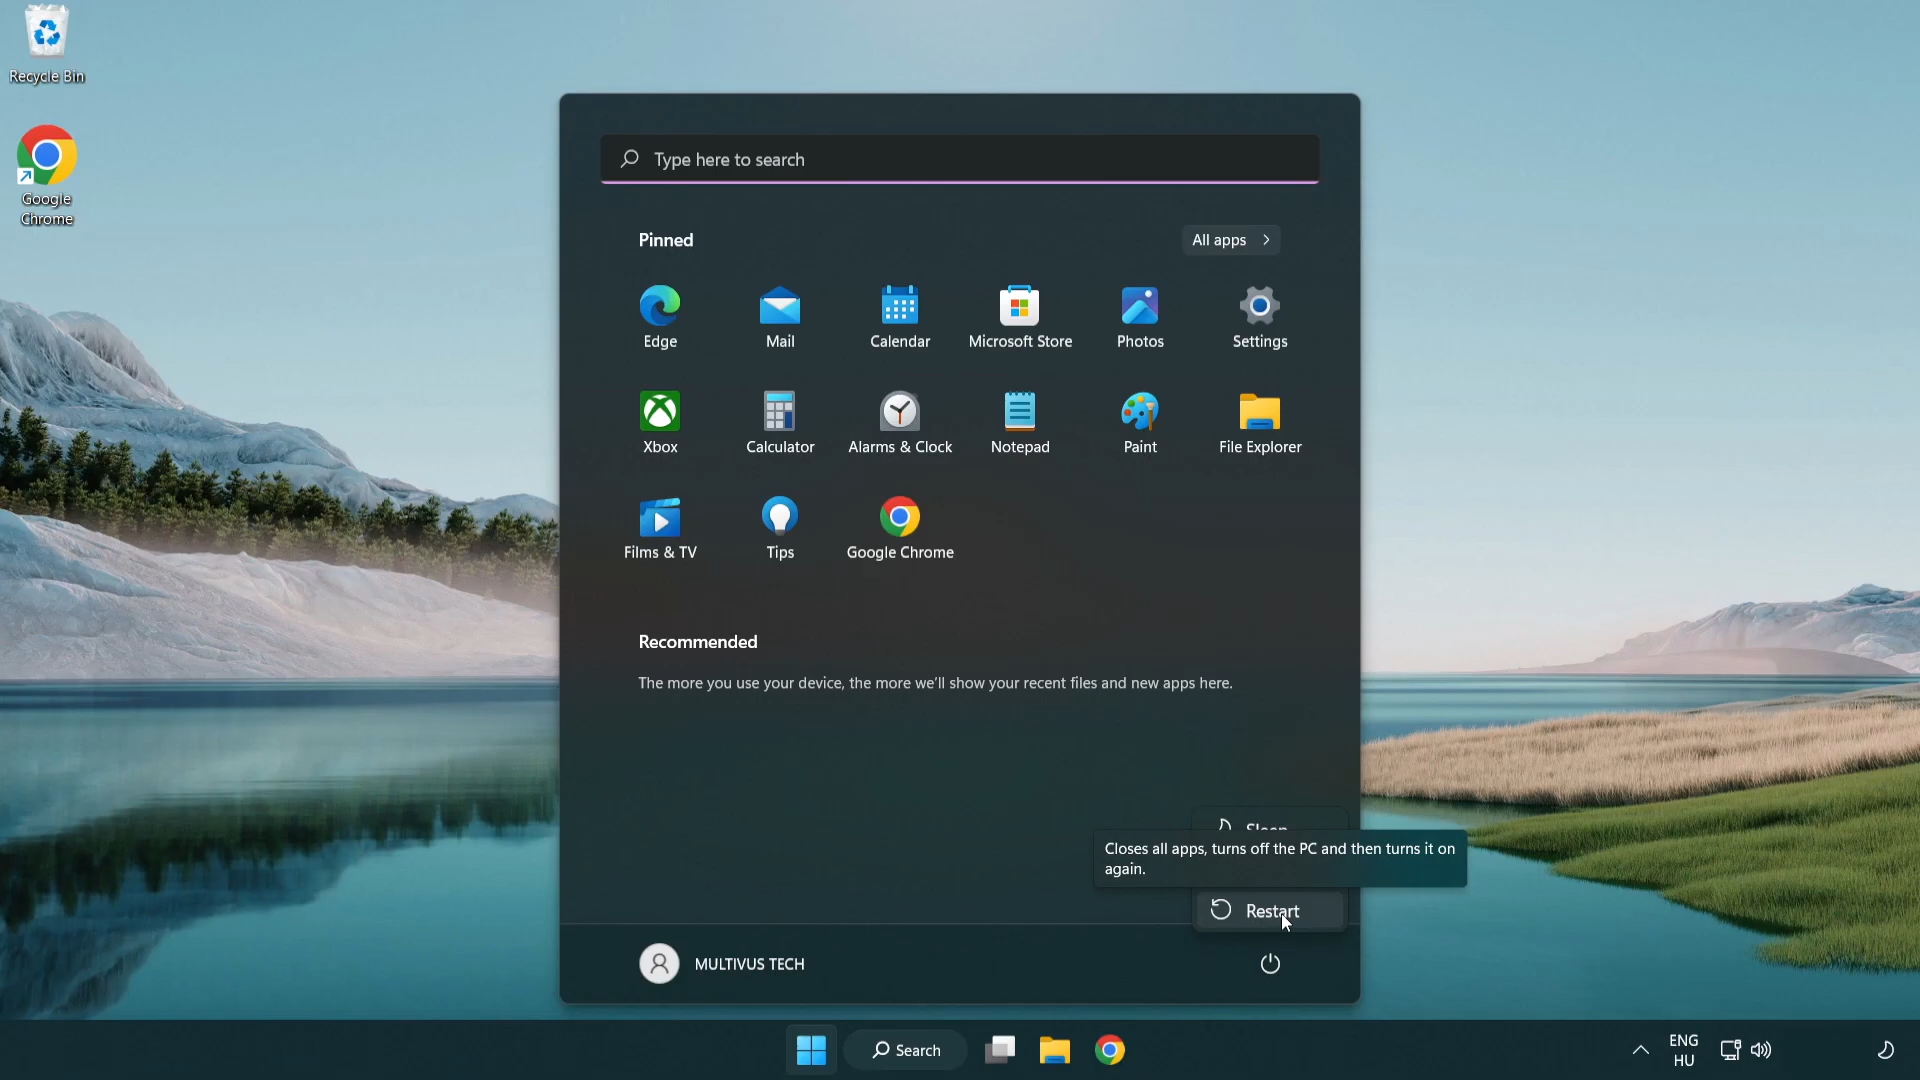 Recycle Bin
Google
Chrome
Type here to search
Pinned
All apps
Edge
Mail
Calendar
Microsoft Store
Photos
Settings
Xbox
Calculator
Alarms & Clock
Notepad
Paint
File Explorer
Films & TV
Tips
Google Chrome
Recommended
The more you use your device, the more we'll show your recent files and new apps here.
Sleep
Closes all apps, turns off the PC and then turns it on
again.
Restart
MULTIVUS TECH
Search
ENG
HU